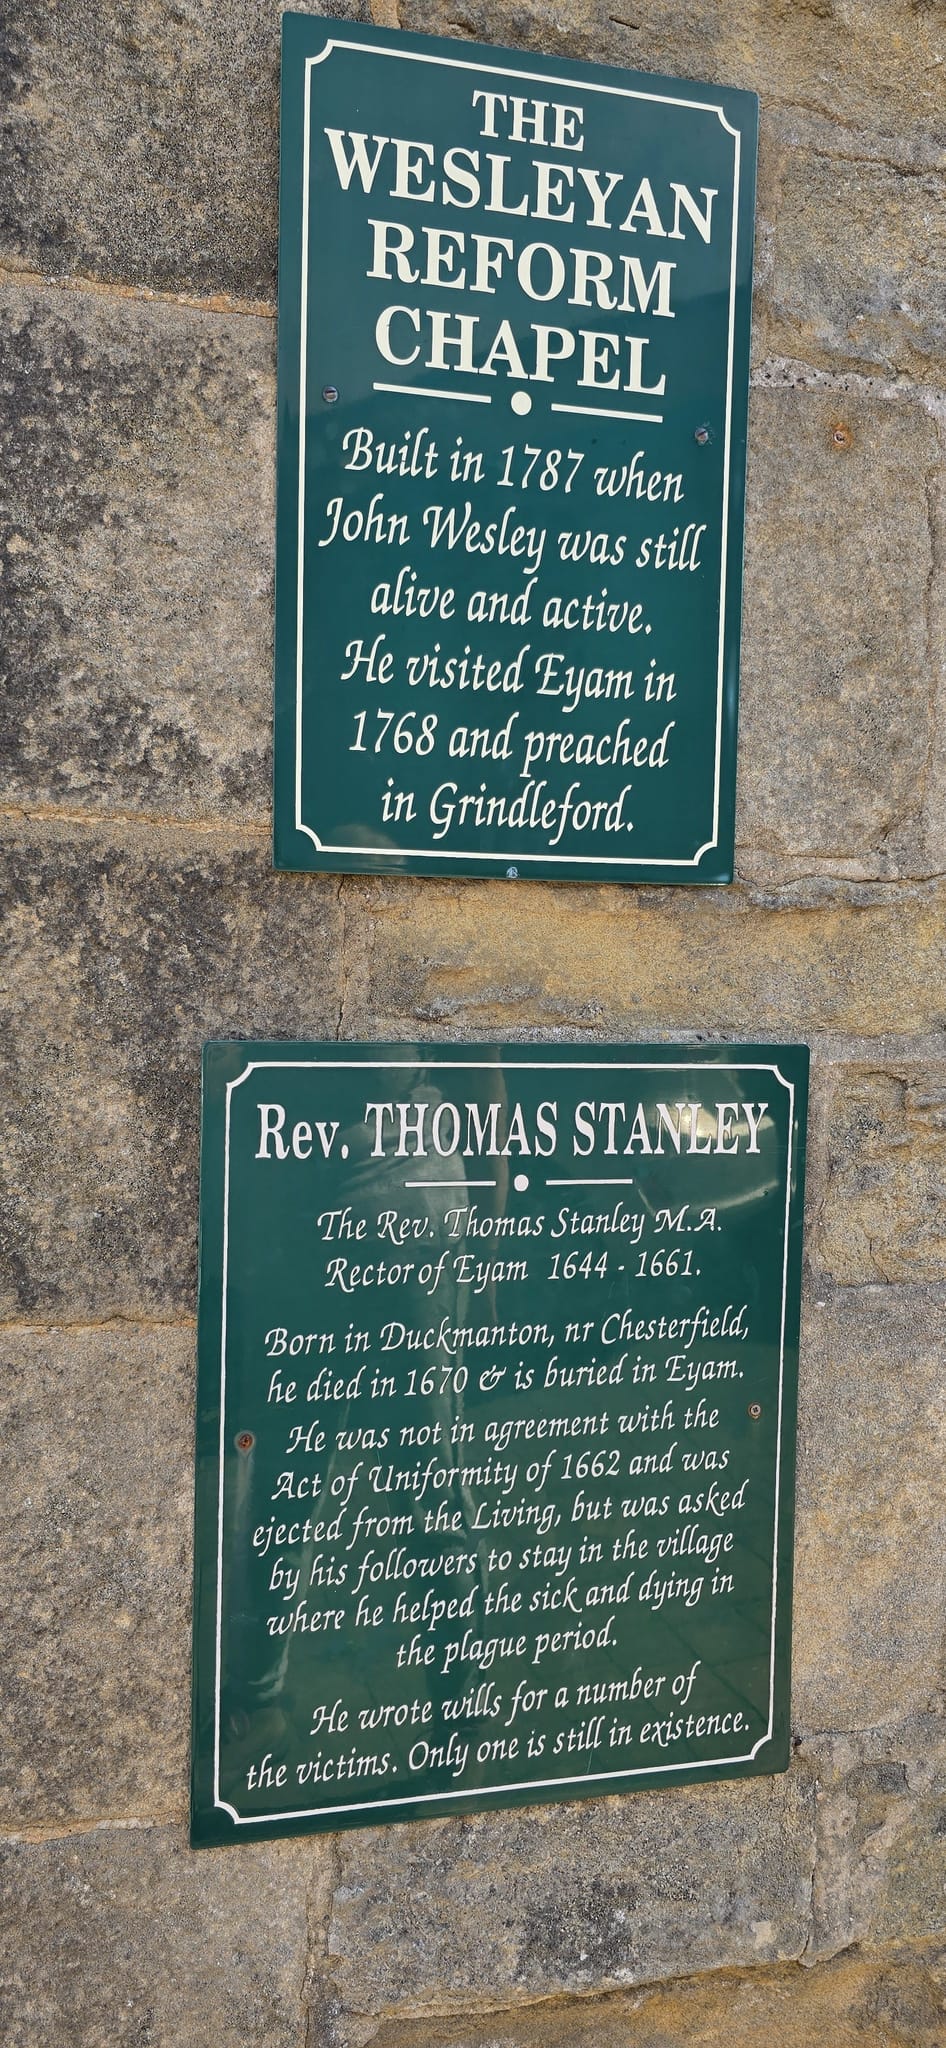 THE
WESLEYAN
REFORM
CHAPEL
Built in 1787 when
John Wesley was still
alive and active.
He visited Eyam in
1768 and preached
in Grindleford.
Rev. THOMAS STANLEY
The Rev. Thomas Stanley M.A.
Rector of Eyam 1644 - 1661.
Born in Duckmanton, nr Chesterfield,
he died in 1670 & is buried in Eyam.
He was not in agreement with the
Act of Uniformity of 1662 and was
ejected from the Living, but was asked
by his followers to stay in the village
where he helped the sick and dying in
the plague period.
He wrote wills for a number of
the victims. Only one is still in existence.